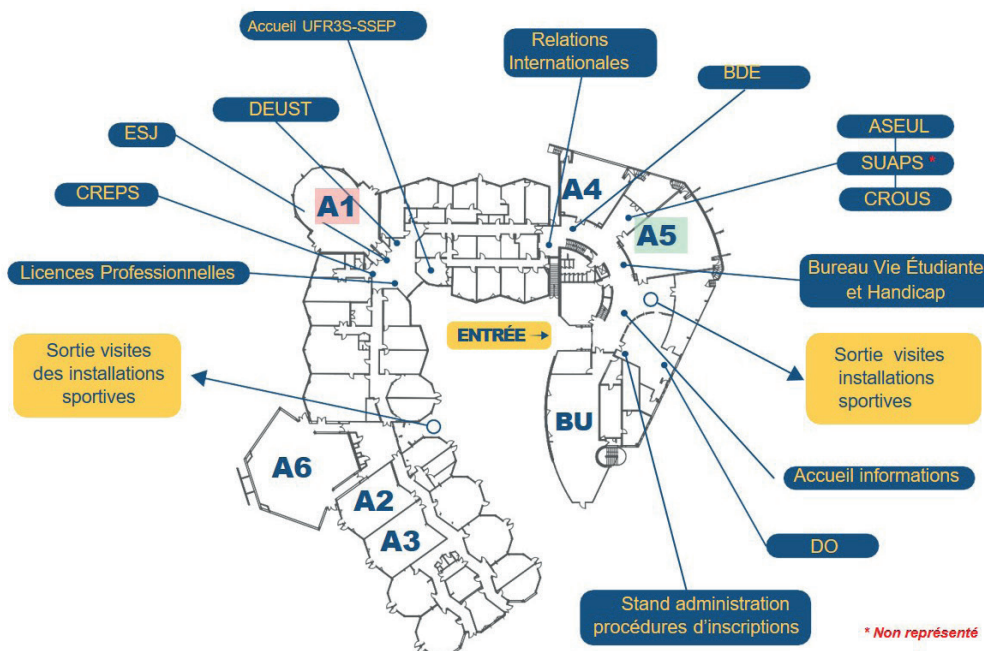 Accueil UFR3S-SSEP
Relations
Internationales
BDE
DEUST
ESJ
ASEUL
SUAPS *
CROUS
CREPS
A1
A4
A5
Licences Professionnelles
Bureau Vie Étudiante
et Handicap
ENTRÉE →
Sortie visites
des installations
sportives
Sortie visites
installations
sportives
BU
A6
A2
A3
Accueil informations
DO
Stand administration
procédures d'inscriptions
* Non représenté